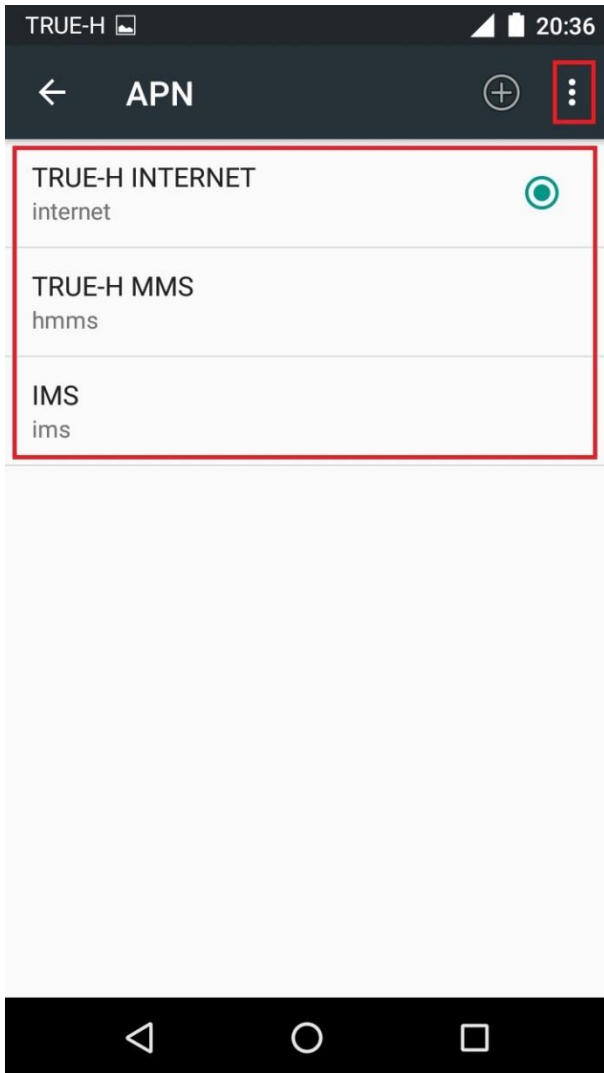 TRUE-H 20:36
APN
TRUE-H INTERNET
internet
TRUE-H MMS
hmms
IMS
ims